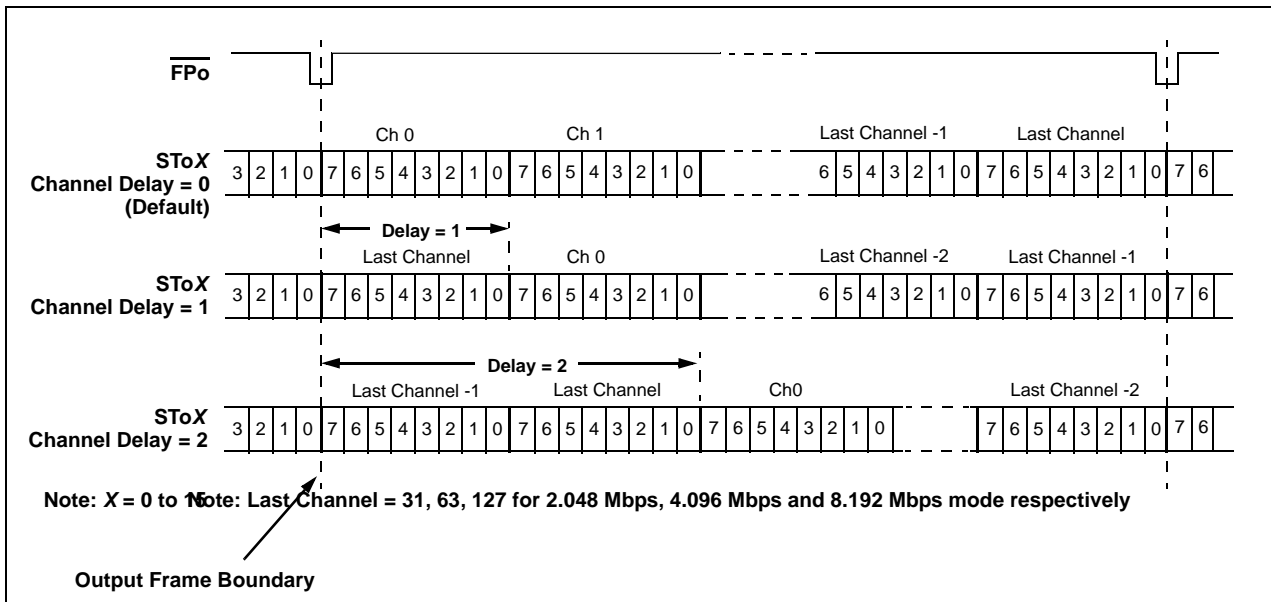 FPo
Ch 0 Ch 1 Last Channel -1 Last Channel
SToX
Channel Delay = 0
(Default)
3 2 1 0 7 6 5 4 3 2 1 0 7 6 5 4 3 2 1 0 6 5 4 3 2 1 0 7 6 5 4 3 2 1 0 7 6
Delay = 1
Last Channel Ch 0 Last Channel -2 Last Channel -1
SToX
Channel Delay = 1
3 2 1 0 7 6 5 4 3 2 1 0 7 6 5 4 3 2 1 0 6 5 4 3 2 1 0 7 6 5 4 3 2 1 0 7 6
Delay = 2
Last Channel -1 Last Channel Ch0 Last Channel -2
SToX
Channel Delay = 2
3 2 1 0 7 6 5 4 3 2 1 0 7 6 5 4 3 2 1 0 7 6 5 4 3 2 1 0 7 6 5 4 3 2 1 0 7 6
Note: X = 0 to 15 Note: Last Channel = 31, 63, 127 for 2.048 Mbps, 4.096 Mbps and 8.192 Mbps mode respectively
Output Frame Boundary